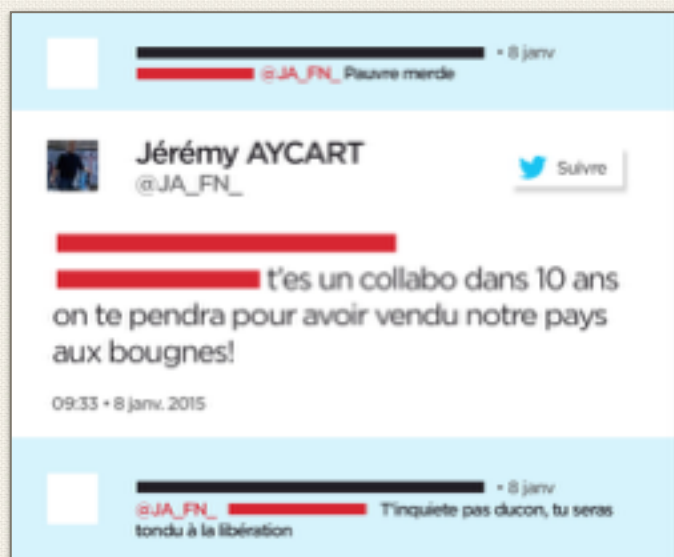 • 8 janv
@JA_FN_ Pauvre merde
Jérémy AYCART
@JA_FN_
Suivre
t'es un collabo dans 10 ans
on te pendra pour avoir vendu notre pays
aux bougnes!
09:33 • 8 janv. 2015
• 8 janv
@JA_FN_ T'inquiete pas ducon, tu seras
tondu à la libération